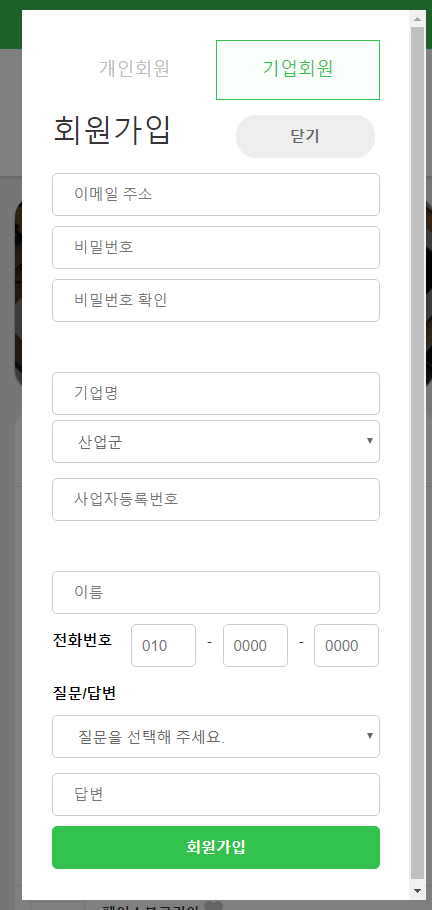 개인회원 기업회원
회원가입 닫기
이메일 주소
비밀번호
비밀번호 확인
기업명
산업군
사업자등록번호
이름
전화번호 010 - 0000 - 0000
질문/답변
질문을 선택해 주세요.
답변
회원가입